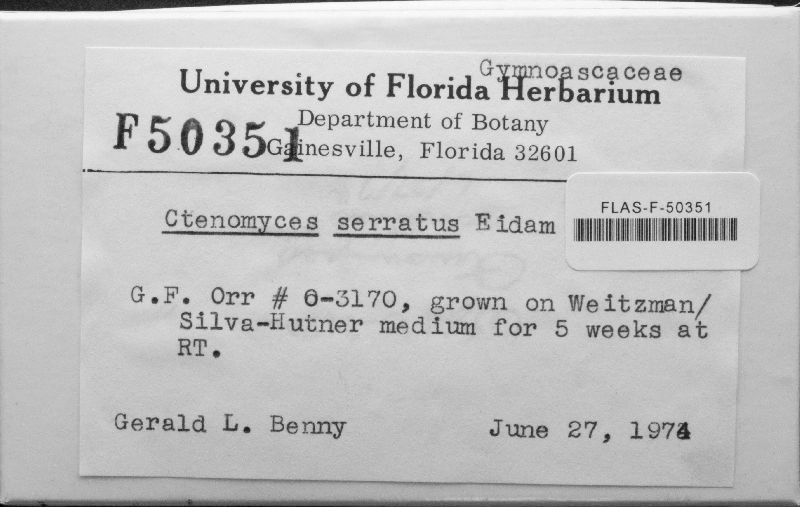 Gymnoascaceae
University of Florida Herbarium
F50351
Department of Botany
Gainesville, Florida 32601
FLAS-F-50351
Ctenomyces serratus Eidam
G.F. Orr # O-3170, grown on Weitzman/
Silva-Hutner medium for 5 weeks at
RT.
Gerald L. Benny June 27, 1974